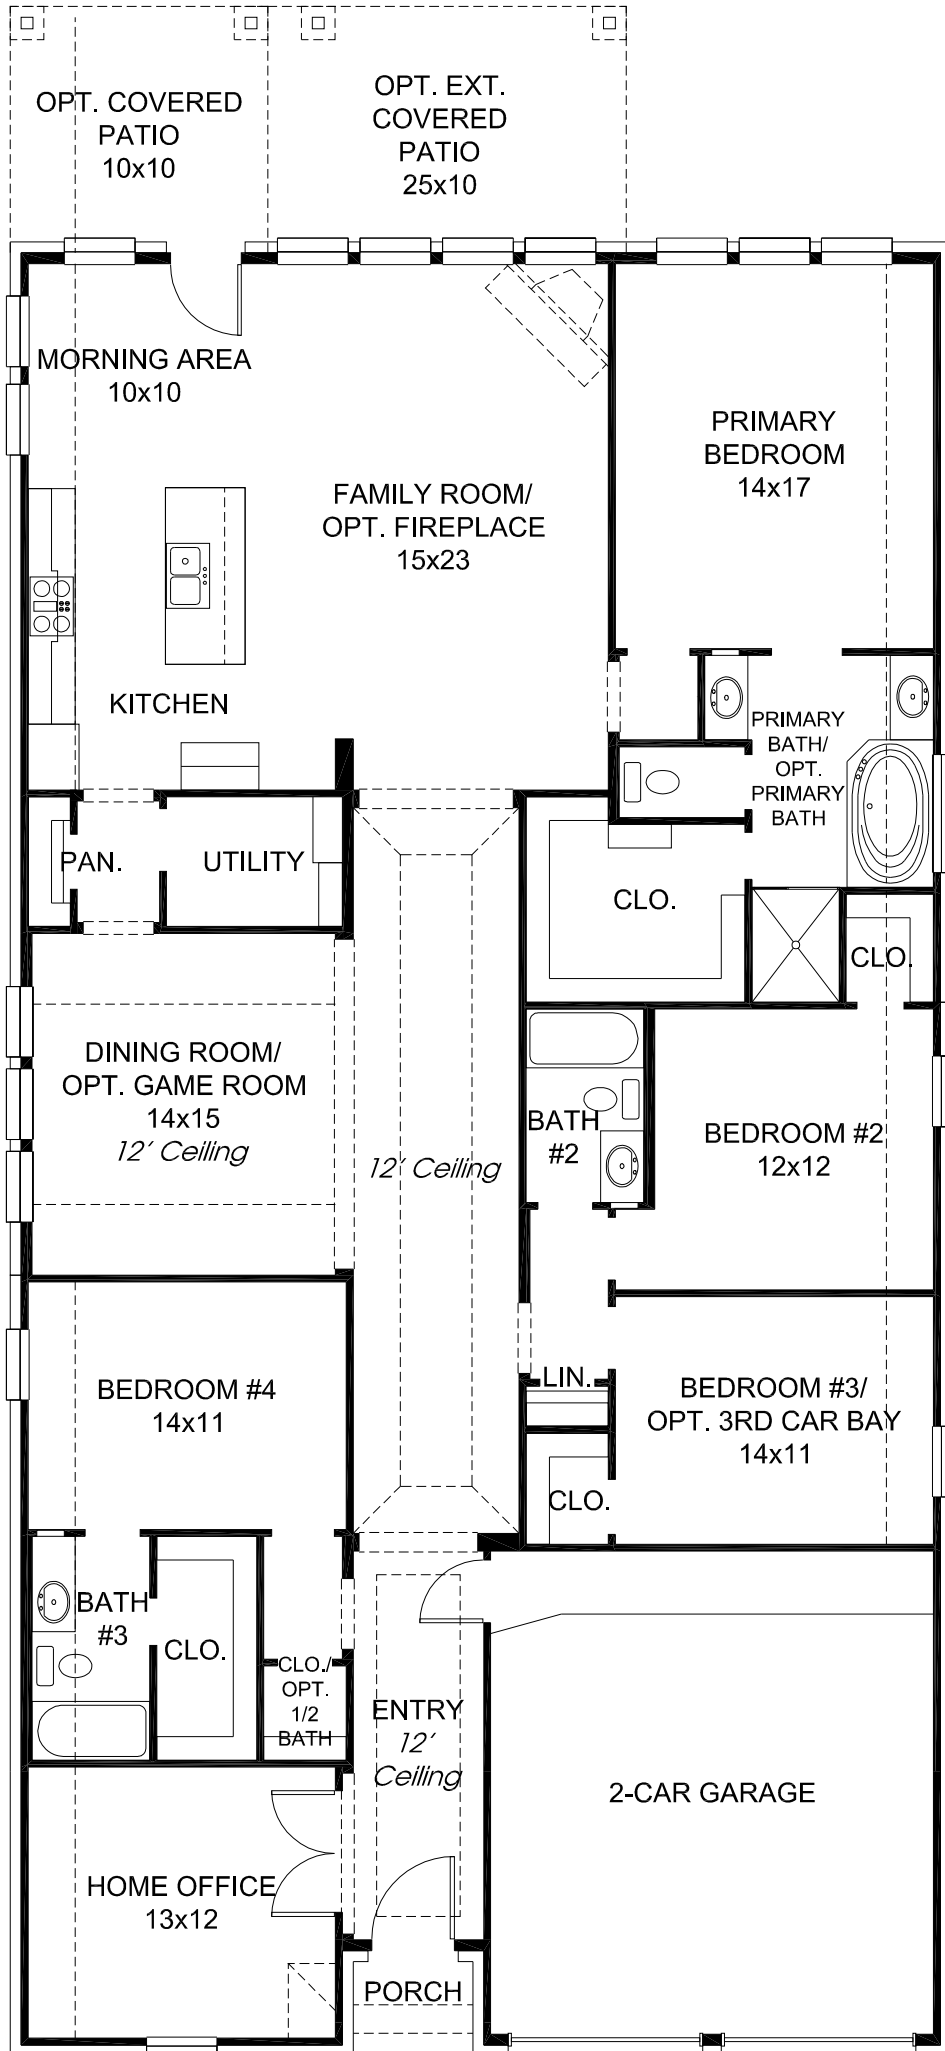 OPT. COVERED
PATIO
10x10
OPT. EXT.
COVERED
PATIO
25x10
MORNING AREA
10x10
FAMILY ROOM/
OPT. FIREPLACE
15x23
PRIMARY
BEDROOM
14x17
KITCHEN
PRIMARY
BATH/
OPT.
PRIMARY
BATH
PAN.
UTILITY
CLO.
CLO.
DINING ROOM/
OPT. GAME ROOM
14x15
12' Ceiling
12' Ceiling
BATH
#2
BEDROOM #2
12x12
BEDROOM #4
14x11
LIN.
BEDROOM #3/
OPT. 3RD CAR BAY
14x11
CLO.
BATH
#3
CLO.
CLO./
OPT.
1/2
BATH
ENTRY
12'
Ceiling
2-CAR GARAGE
HOME OFFICE
13x12
PORCH